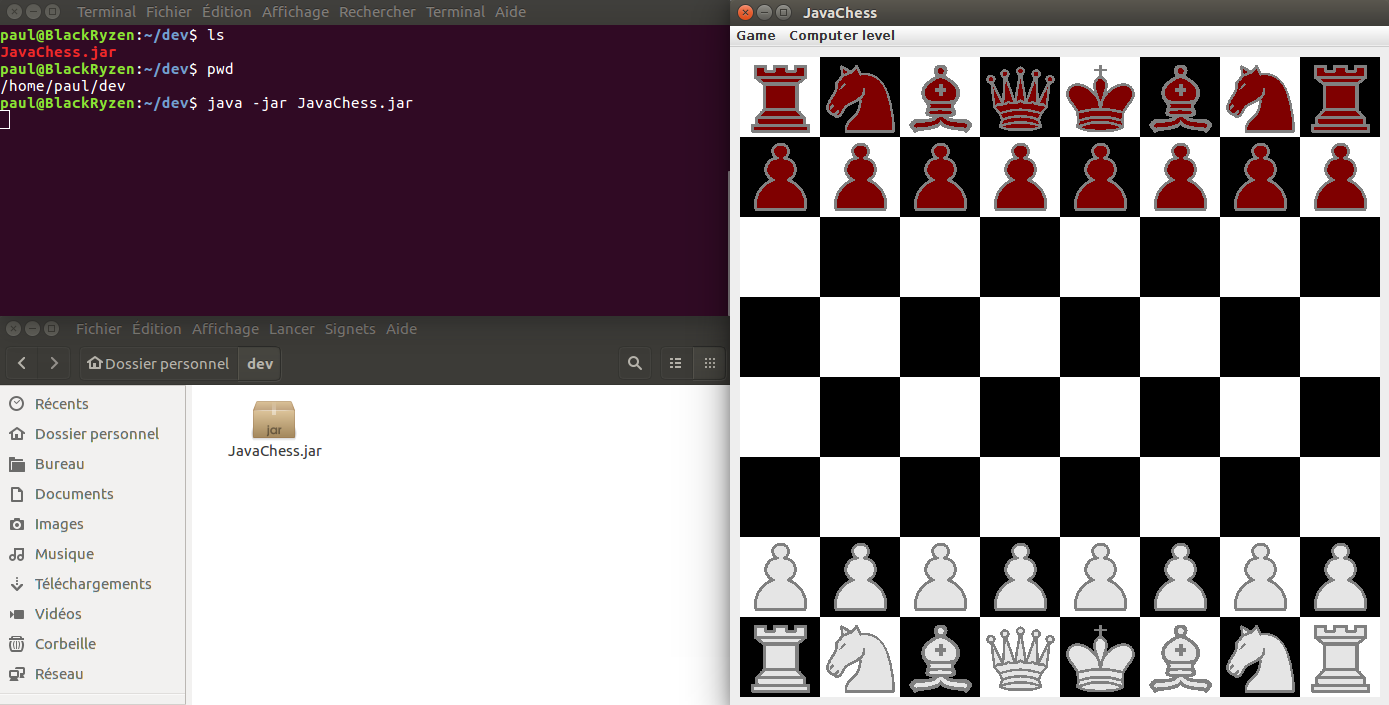 Terminal Fichier Édition Affichage Rechercher Terminal Aide
paul@BlackRyzen:~/dev$ ls
JavaChess.jar
paul@BlackRyzen:~/dev$ pwd
/home/paul/dev
paul@BlackRyzen:~/dev$ java -jar JavaChess.jar
Fichier Édition Affichage Lancer Signets Aide
Dossier personnel dev
Récents
Dossier personnel
Bureau
Documents
Images
Musique
Téléchargements
Vidéos
Corbeille
Réseau
jar
JavaChess.jar
JavaChess
Game Computer level